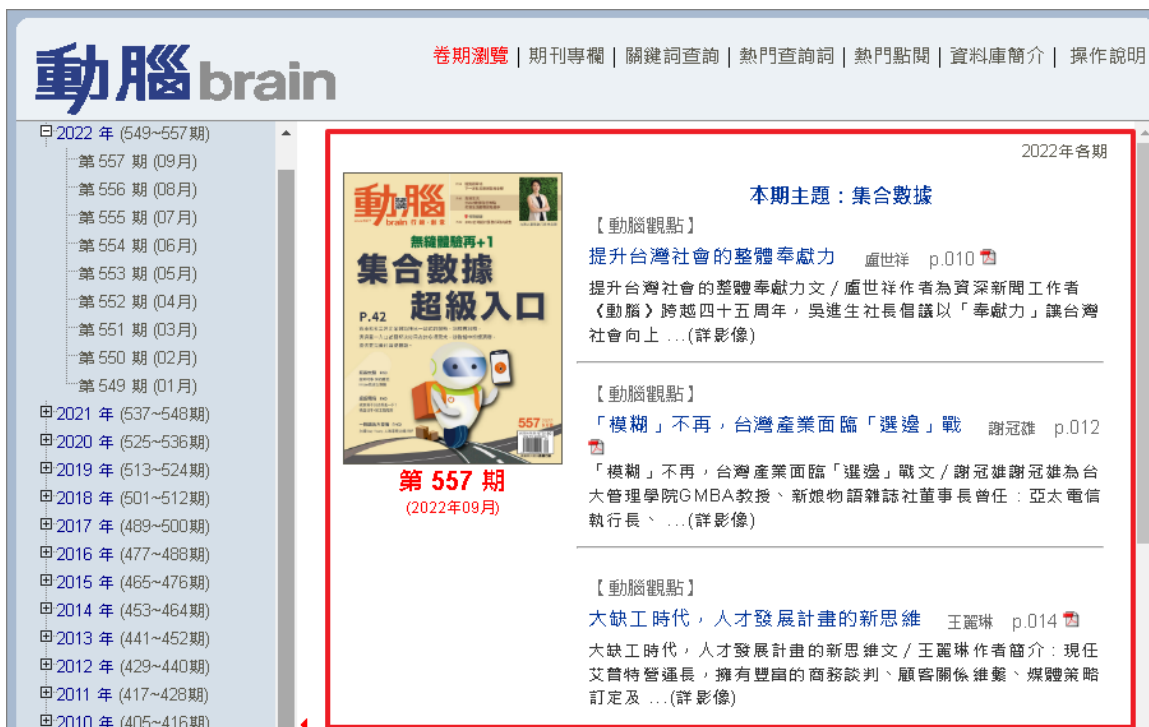 動腦brain
卷期瀏覽 | 期刊專欄 | 關鍵詞查詢 | 熱門查詢詞 | 熱門點閱 | 資料庫簡介 | 操作說明
2022 年 (549~557期)
第 557 期 (09月)
第 556 期 (08月)
第 555 期 (07月)
第 554 期 (06月)
第 553 期 (05月)
第 552 期 (04月)
第 551 期 (03月)
第 550 期 (02月)
第 549 期 (01月)
2021 年 (537~548期)
2020 年 (525~536期)
2019 年 (513~524期)
2018 年 (501~512期)
2017 年 (489~500期)
2016 年 (477~488期)
2015 年 (465~476期)
2014 年 (453~464期)
2013 年 (441~452期)
2012 年 (429~440期)
2011 年 (417~428期)
2010 年 (405~416期)
2022年各期
動腦
brain
無縫體驗再+1
集合數據
超級入口
P.42
557
第 557 期
(2022年09月)
本期主題：集合數據
【動腦觀點】
提升台灣社會的整體奉獻力 盧世祥 p.010
提升台灣社會的整體奉獻力文／盧世祥作者為資深新聞工作者
《動腦》跨越四十五周年，吳進生社長倡議以「奉獻力」讓台灣
社會向上 ...(詳影像)
【動腦觀點】
「模糊」不再，台灣產業面臨「選邊」戰 謝冠雄 p.012
「模糊」不再，台灣產業面臨「選邊」戰文／謝冠雄謝冠雄為台
大管理學院GMBA教授、新娘物語雜誌社董事長曾任：亞太電信
執行長、 ...(詳影像)
【動腦觀點】
大缺工時代，人才發展計畫的新思維 王麗琳 p.014
大缺工時代，人才發展計畫的新思維文／王麗琳作者簡介：現任
艾普特營運長，擁有豐富的商務談判、顧客關係維繫、媒體策略
訂定及 ...(詳影像)